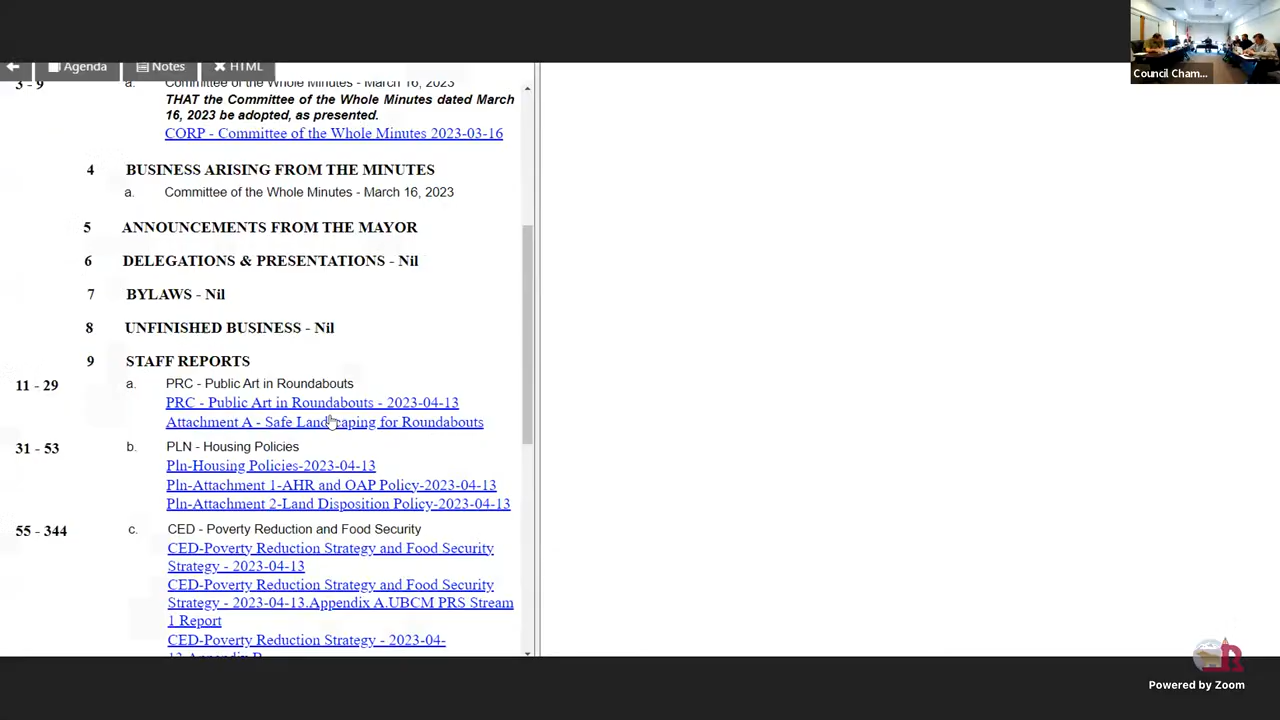 Agenda
Notes
HTML
Council Cham...
3 - 9
a.
Committee of the Whole Minutes - March 16, 2023
THAT the Committee of the Whole Minutes dated March
16, 2023 be adopted, as presented.
CORP - Committee of the Whole Minutes 2023-03-16
4 BUSINESS ARISING FROM THE MINUTES
a. Committee of the Whole Minutes - March 16, 2023
5 ANNOUNCEMENTS FROM THE MAYOR
6 DELEGATIONS & PRESENTATIONS - Nil
7 BYLAWS - Nil
8 UNFINISHED BUSINESS - Nil
9 STAFF REPORTS
11 - 29 a. PRC - Public Art in Roundabouts
PRC - Public Art in Roundabouts - 2023-04-13
Attachment A - Safe Landscaping for Roundabouts
31 - 53 b. PLN - Housing Policies
Pln-Housing Policies-2023-04-13
Pln-Attachment 1-AHR and OAP Policy-2023-04-13
Pln-Attachment 2-Land Disposition Policy-2023-04-13
55 - 344 c. CED - Poverty Reduction and Food Security
CED-Poverty Reduction Strategy and Food Security
Strategy - 2023-04-13
CED-Poverty Reduction Strategy and Food Security
Strategy - 2023-04-13.Appendix A.UBCM PRS Stream
1 Report
CED-Poverty Reduction Strategy - 2023-04-
13.Appendix B
Powered by Zoom